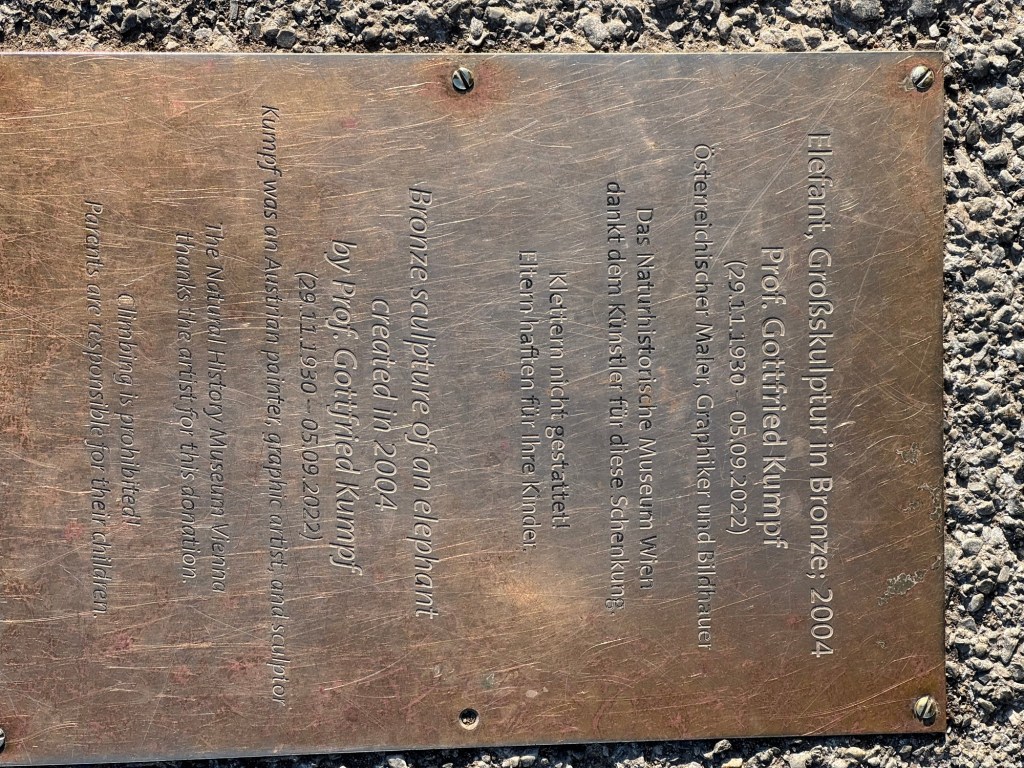 Elefant, Großskulptur in Bronze; 2004
Prof. Gottfried Kumpf
(29.11.1930 – 05.09.2022)
Österreichischer Maler, Graphiker und Bildhauer
Das Naturhistorische Museum Wien
dankt dem Künstler für diese Schenkung.
Klettern nicht gestattet!
Eltern haften für Ihre Kinder.
Bronze sculpture of an elephant
created in 2004
by Prof. Gottfried Kumpf
(29.11.1930 – 05.09.2022)
Kumpf was an Austrian painter, graphic artist, and sculptor
The Natural History Museum Vienna
thanks the artist for this donation.
Climbing is prohibited!
Parents are responsible for their children.